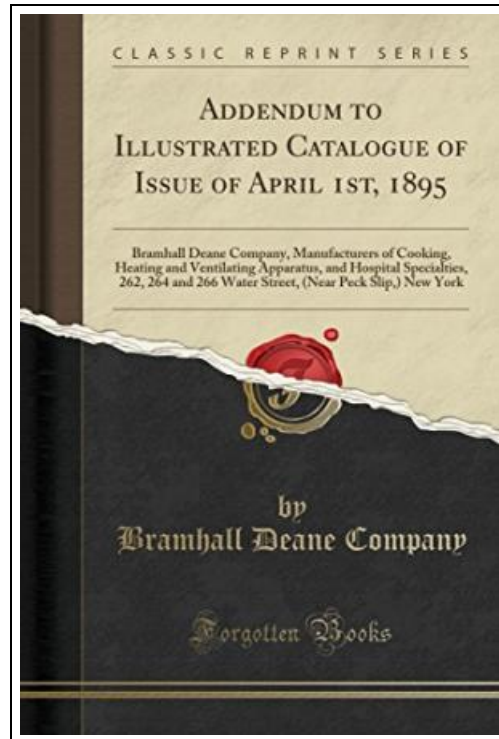 CLASSIC REPRINT SERIES
ADDENDUM TO
ILLUSTRATED CATALOGUE OF
ISSUE OF APRIL 1ST, 1895
Bramhall Deane Company, Manufacturers of Cooking,
Heating and Ventilating Apparatus, and Hospital Specialties,
262, 264 and 266 Water Street, (Near Peck Slip,) New York
by
Bramhall Deane Company
Forgotten Books